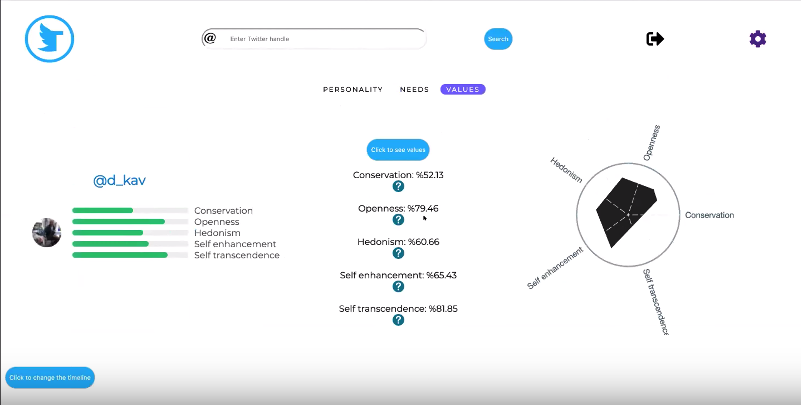 @ Enter Twitter handle
Search
PERSONALITY NEEDS VALUES
@d_kav
Conservation
Openness
Hedonism
Self enhancement
Self transcendence
Click to see values
Conservation: %52.13
?
Openness: %79.46
?
Hedonism: %60.66
?
Self enhancement: %65.43
?
Self transcendence: %81.85
?
Openness
Hedonism
Conservation
Self enhancement
Self transcendence
Click to change the timeline